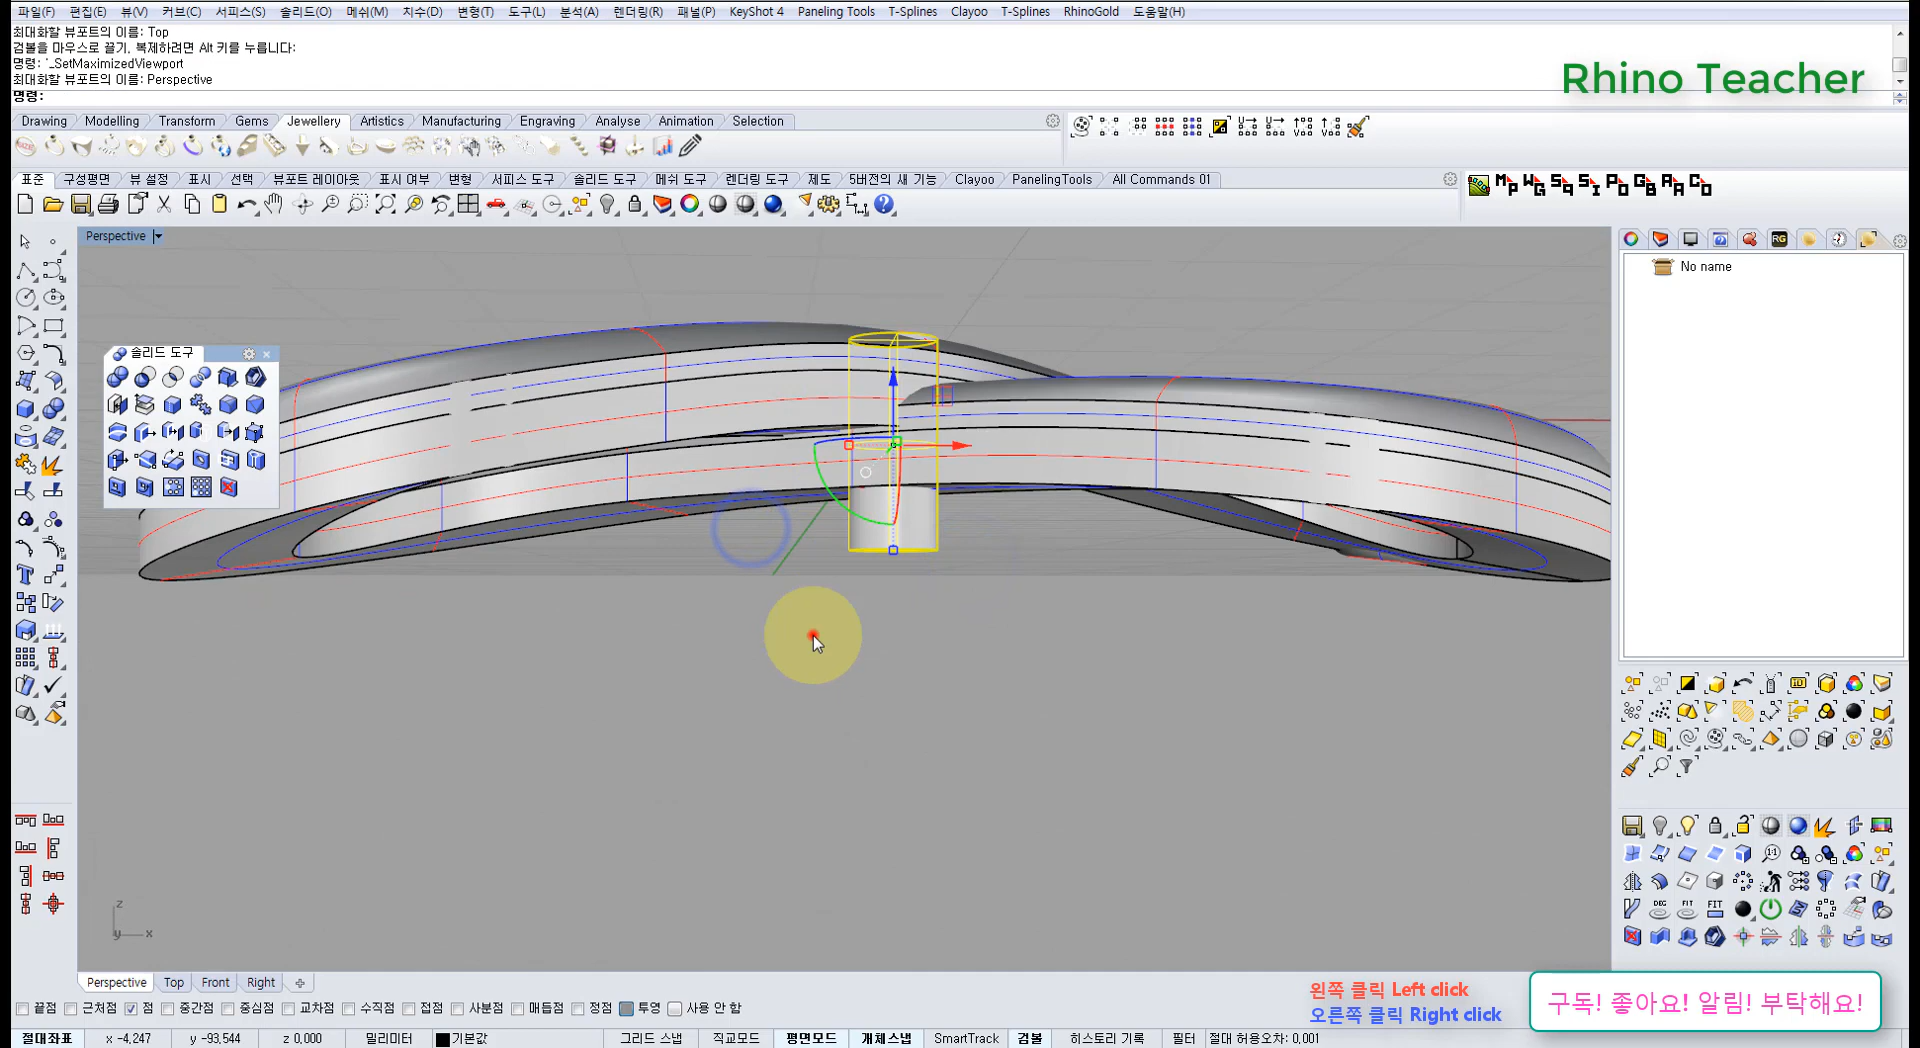 파일(F) 편집(E) 뷰(V) 커브(C) 서피스(S) 솔리드(O) 메쉬(M) 치수(D) 변형(T) 도구(L) 분석(A) 렌더링(R) 패널(P) KeyShot 4 Paneling Tools T-Splines Clayoo T-Splines RhinoGold 도움말(H)
최대화할 뷰포트의 이름: Top
검볼을 마우스로 끌기, 복제하려면 Alt 키를 누릅니다:
명령: '_SetMaximizedViewport
최대화할 뷰포트의 이름: Perspective
명령:
Rhino Teacher
Drawing Modelling Transform Gems Jewellery Artistics Manufacturing Engraving Analyse Animation Selection
표준 구성평면 뷰 설정 표시 선택 뷰포트 레이아웃 표시 여부 변형 서피스 도구 솔리드 도구 메쉬 도구 렌더링 도구 제도 5버전의 새 기능 Clayoo PanelingTools All Commands 01
Perspective
No name
솔리드 도구
z
y x
Perspective Top Front Right
끝점 근처점 점 중간점 중심점 교차점 수직점 접점 사분점 매듭점 정점 투영 사용 안 함
왼쪽 클릭 Left click
오른쪽 클릭 Right click
구독! 좋아요! 알림! 부탁해요!
절대좌표 x -4,247 y -93,544 z 0,000 밀리미터 기본값 그리드 스냅 직교모드 평면모드 개체스냅 SmartTrack 검볼 히스토리 기록 필터 절대 허용오차: 0,001